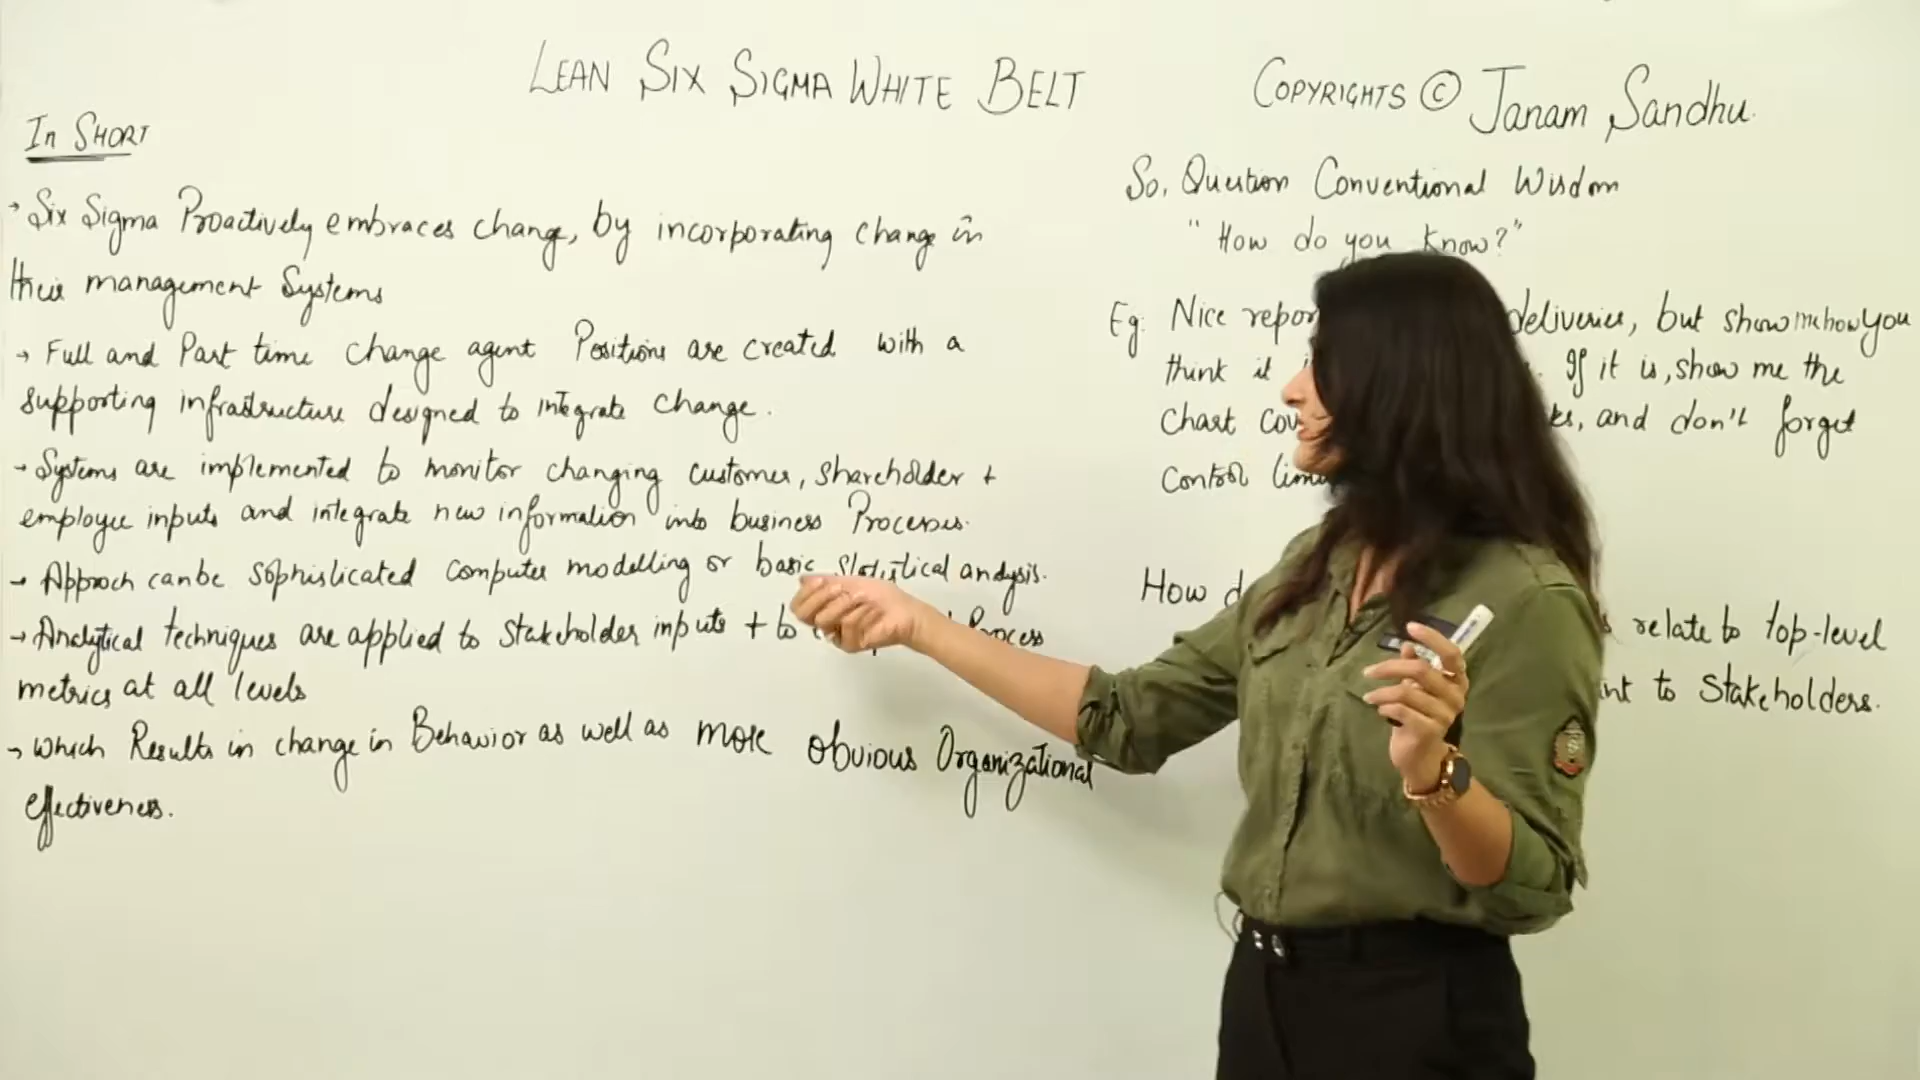 LEAN SIX SIGMA WHITE BELT
COPYRIGHTS © Janam Sandhu.
In SHORT
→ Six Sigma Proactively embraces change, by incorporating change in
their management Systems
→ Full and Part time change agent Positions are created with a
supporting infrastructure designed to integrate change.
→ Systems are implemented to monitor changing customer, shareholder +
employee inputs and integrate new information into business Processes.
→ Approch can be sophisticated computer modelling or basic statistical analysis.
→ Analytical techniques are applied to stakeholder inputs + to Process
metrics at all levels
→ which Results in change in Behavior as well as more obvious Organizational
effectiveness.
So, Question Conventional Wisdom
"How do you know?"
Eg: Nice deliveries, but show me how you
think it If it is, show me the
Chart and don't forget
Control
How
relate to top-level
to Stakeholders.